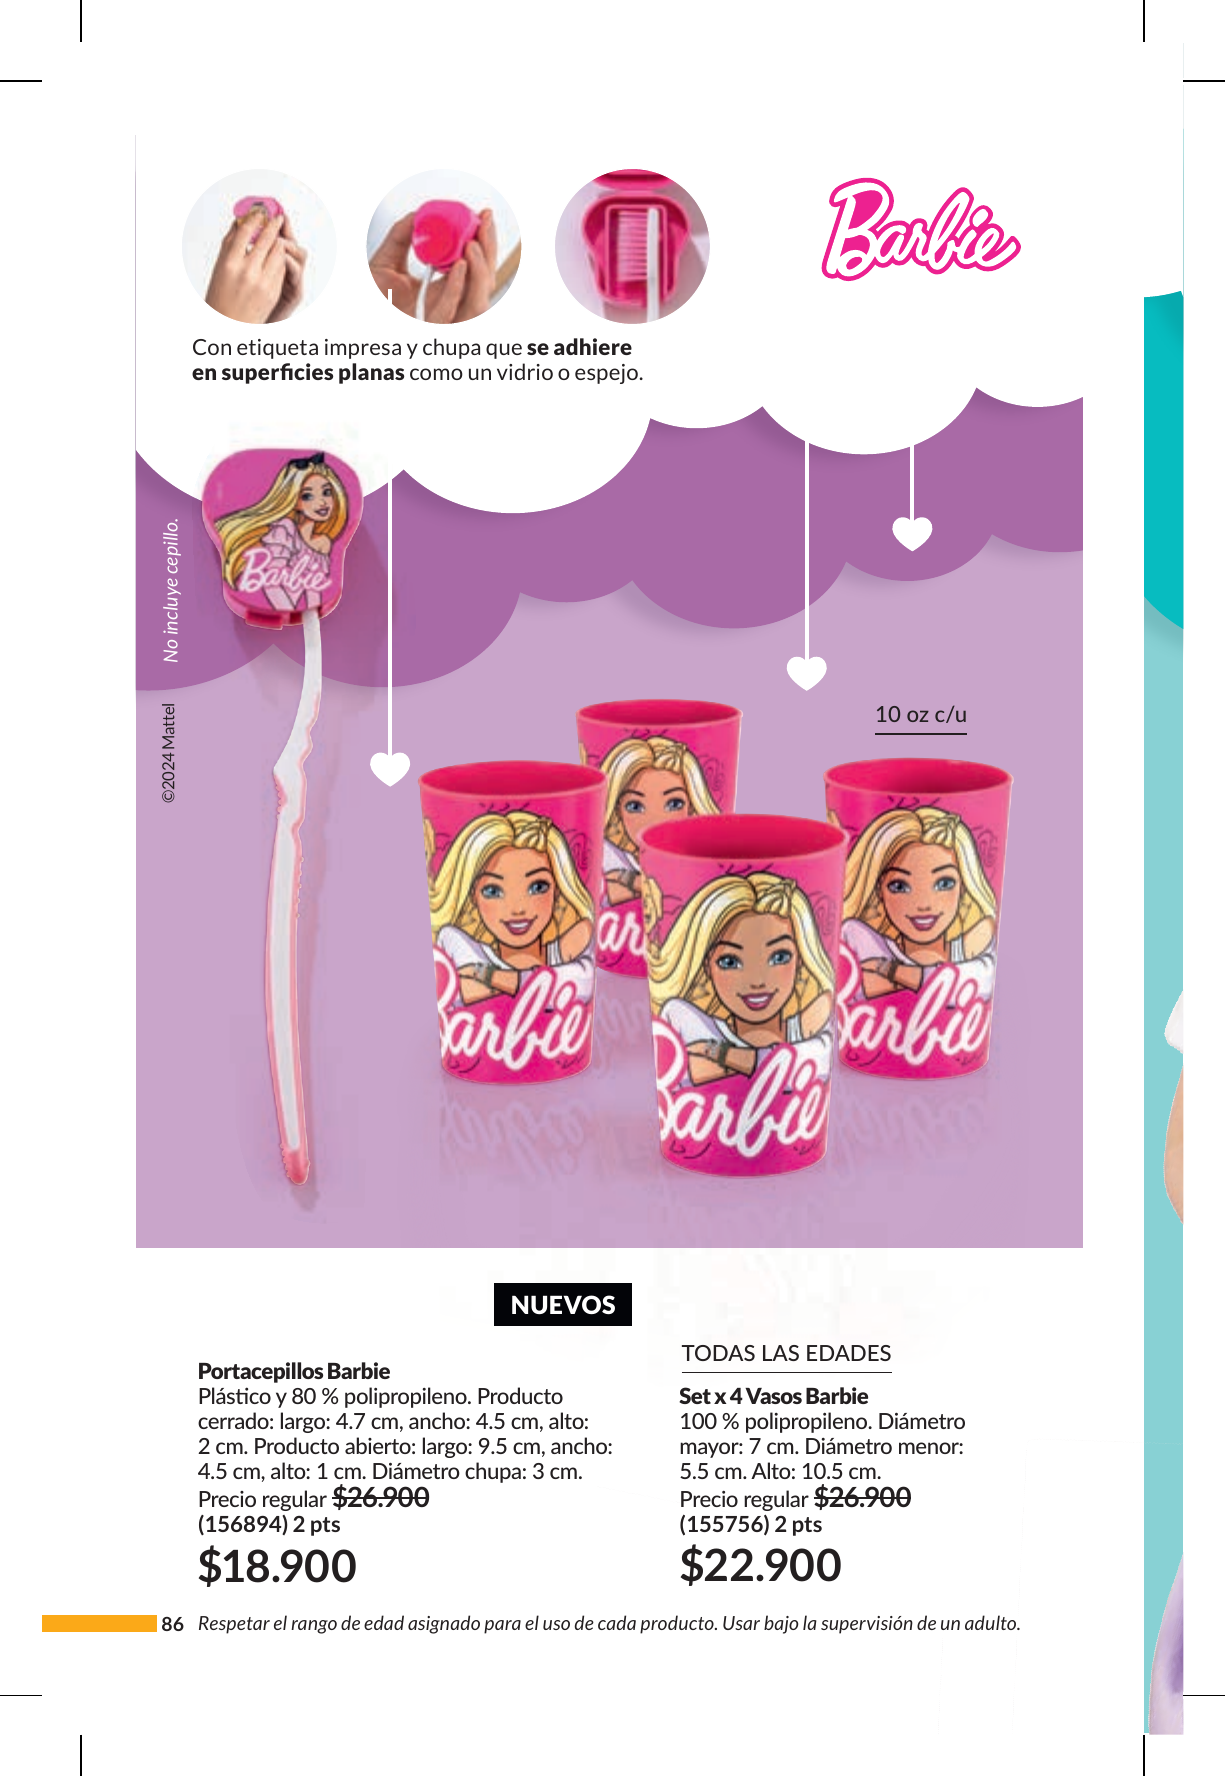 Barbie
Con etiqueta impresa y chupa que se adhiere
en superficies planas como un vidrio o espejo.
No incluye cepillo.
©2024 Mattel
Barbie
10 oz c/u
Barbie
ar
Barbie
Barbie
NUEVOS
Portacepillos Barbie
Plástico y 80 % polipropileno. Producto
cerrado: largo: 4.7 cm, ancho: 4.5 cm, alto:
2 cm. Producto abierto: largo: 9.5 cm, ancho:
4.5 cm, alto: 1 cm. Diámetro chupa: 3 cm.
Precio regular $26.900
(156894) 2 pts
$18.900
TODAS LAS EDADES
Set x 4 Vasos Barbie
100 % polipropileno. Diámetro
mayor: 7 cm. Diámetro menor:
5.5 cm. Alto: 10.5 cm.
Precio regular $26.900
(155756) 2 pts
$22.900
86 Respetar el rango de edad asignado para el uso de cada producto. Usar bajo la supervisión de un adulto.